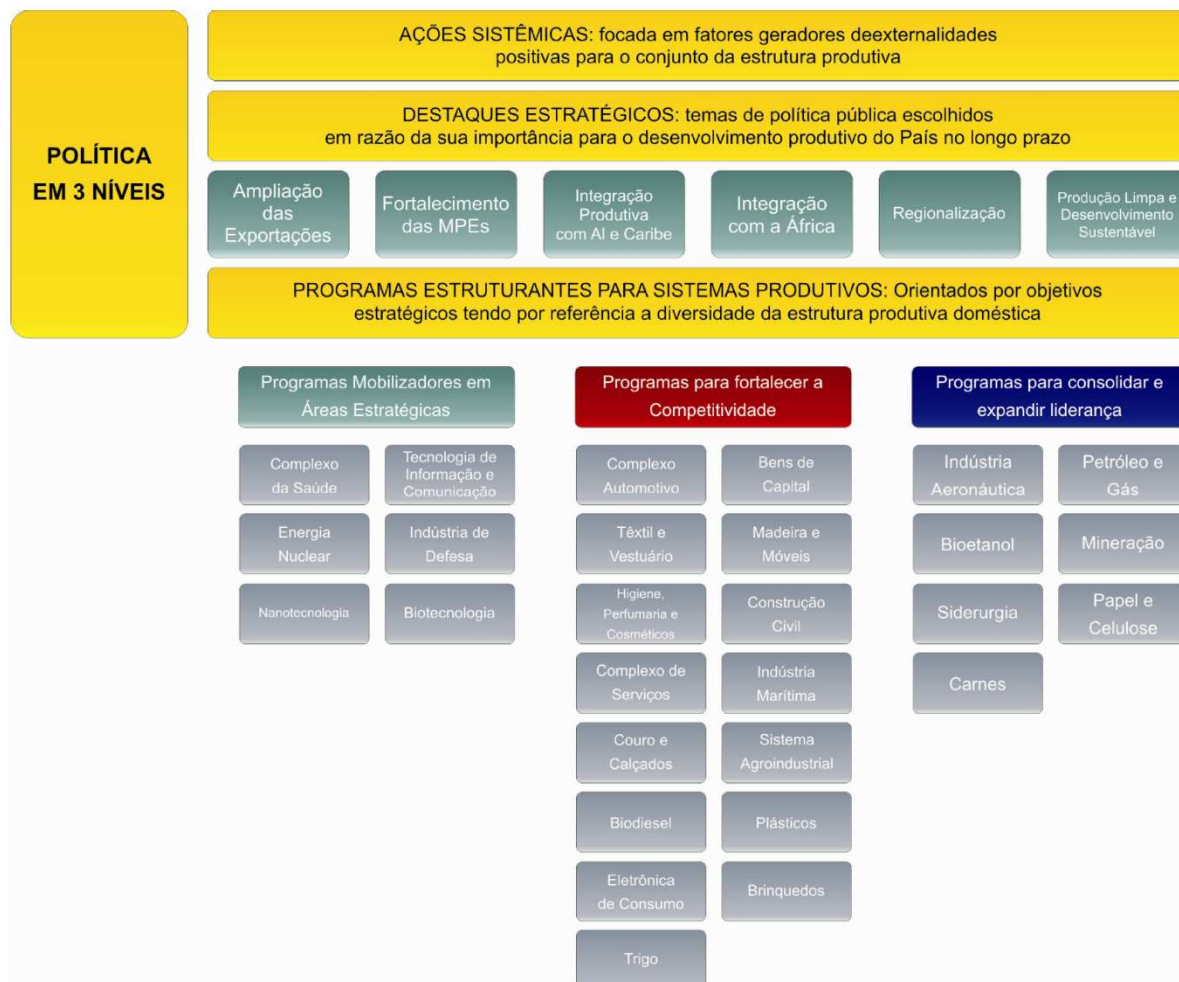 POLÍTICA
EM 3 NÍVEIS
AÇÕES SISTÊMICAS: focada em fatores geradores deexternalidades
positivas para o conjunto da estrutura produtiva
DESTAQUES ESTRATÉGICOS: temas de política pública escolhidos
em razão da sua importância para o desenvolvimento produtivo do País no longo prazo
Ampliação
das
Exportações
Fortalecimento
das MPEs
Integração
Produtiva
com Al e Caribe
Integração
com a África
Regionalização
Produção Limpa e
Desenvolvimento
Sustentável
PROGRAMAS ESTRUTURANTES PARA SISTEMAS PRODUTIVOS: Orientados por objetivos
estratégicos tendo por referência a diversidade da estrutura produtiva doméstica
Programas Mobilizadores em
Áreas Estratégicas
Complexo
da Saúde
Tecnologia de
Informação e
Comunicação
Energia
Nuclear
Indústria de
Defesa
Nanotecnologia
Biotecnologia
Programas para fortalecer a
Competitividade
Complexo
Automotivo
Bens de
Capital
Têxtil e
Vestuário
Madeira e
Móveis
Higiene,
Perfumaria e
Cosméticos
Construção
Civil
Complexo de
Serviços
Indústria
Marítima
Couro e
Calçados
Sistema
Agroindustrial
Biodiesel
Plásticos
Eletrônica
de Consumo
Brinquedos
Trigo
Programas para consolidar e
expandir liderança
Indústria
Aeronáutica
Petróleo e
Gás
Bioetanol
Mineração
Siderurgia
Papel e
Celulose
Carnes